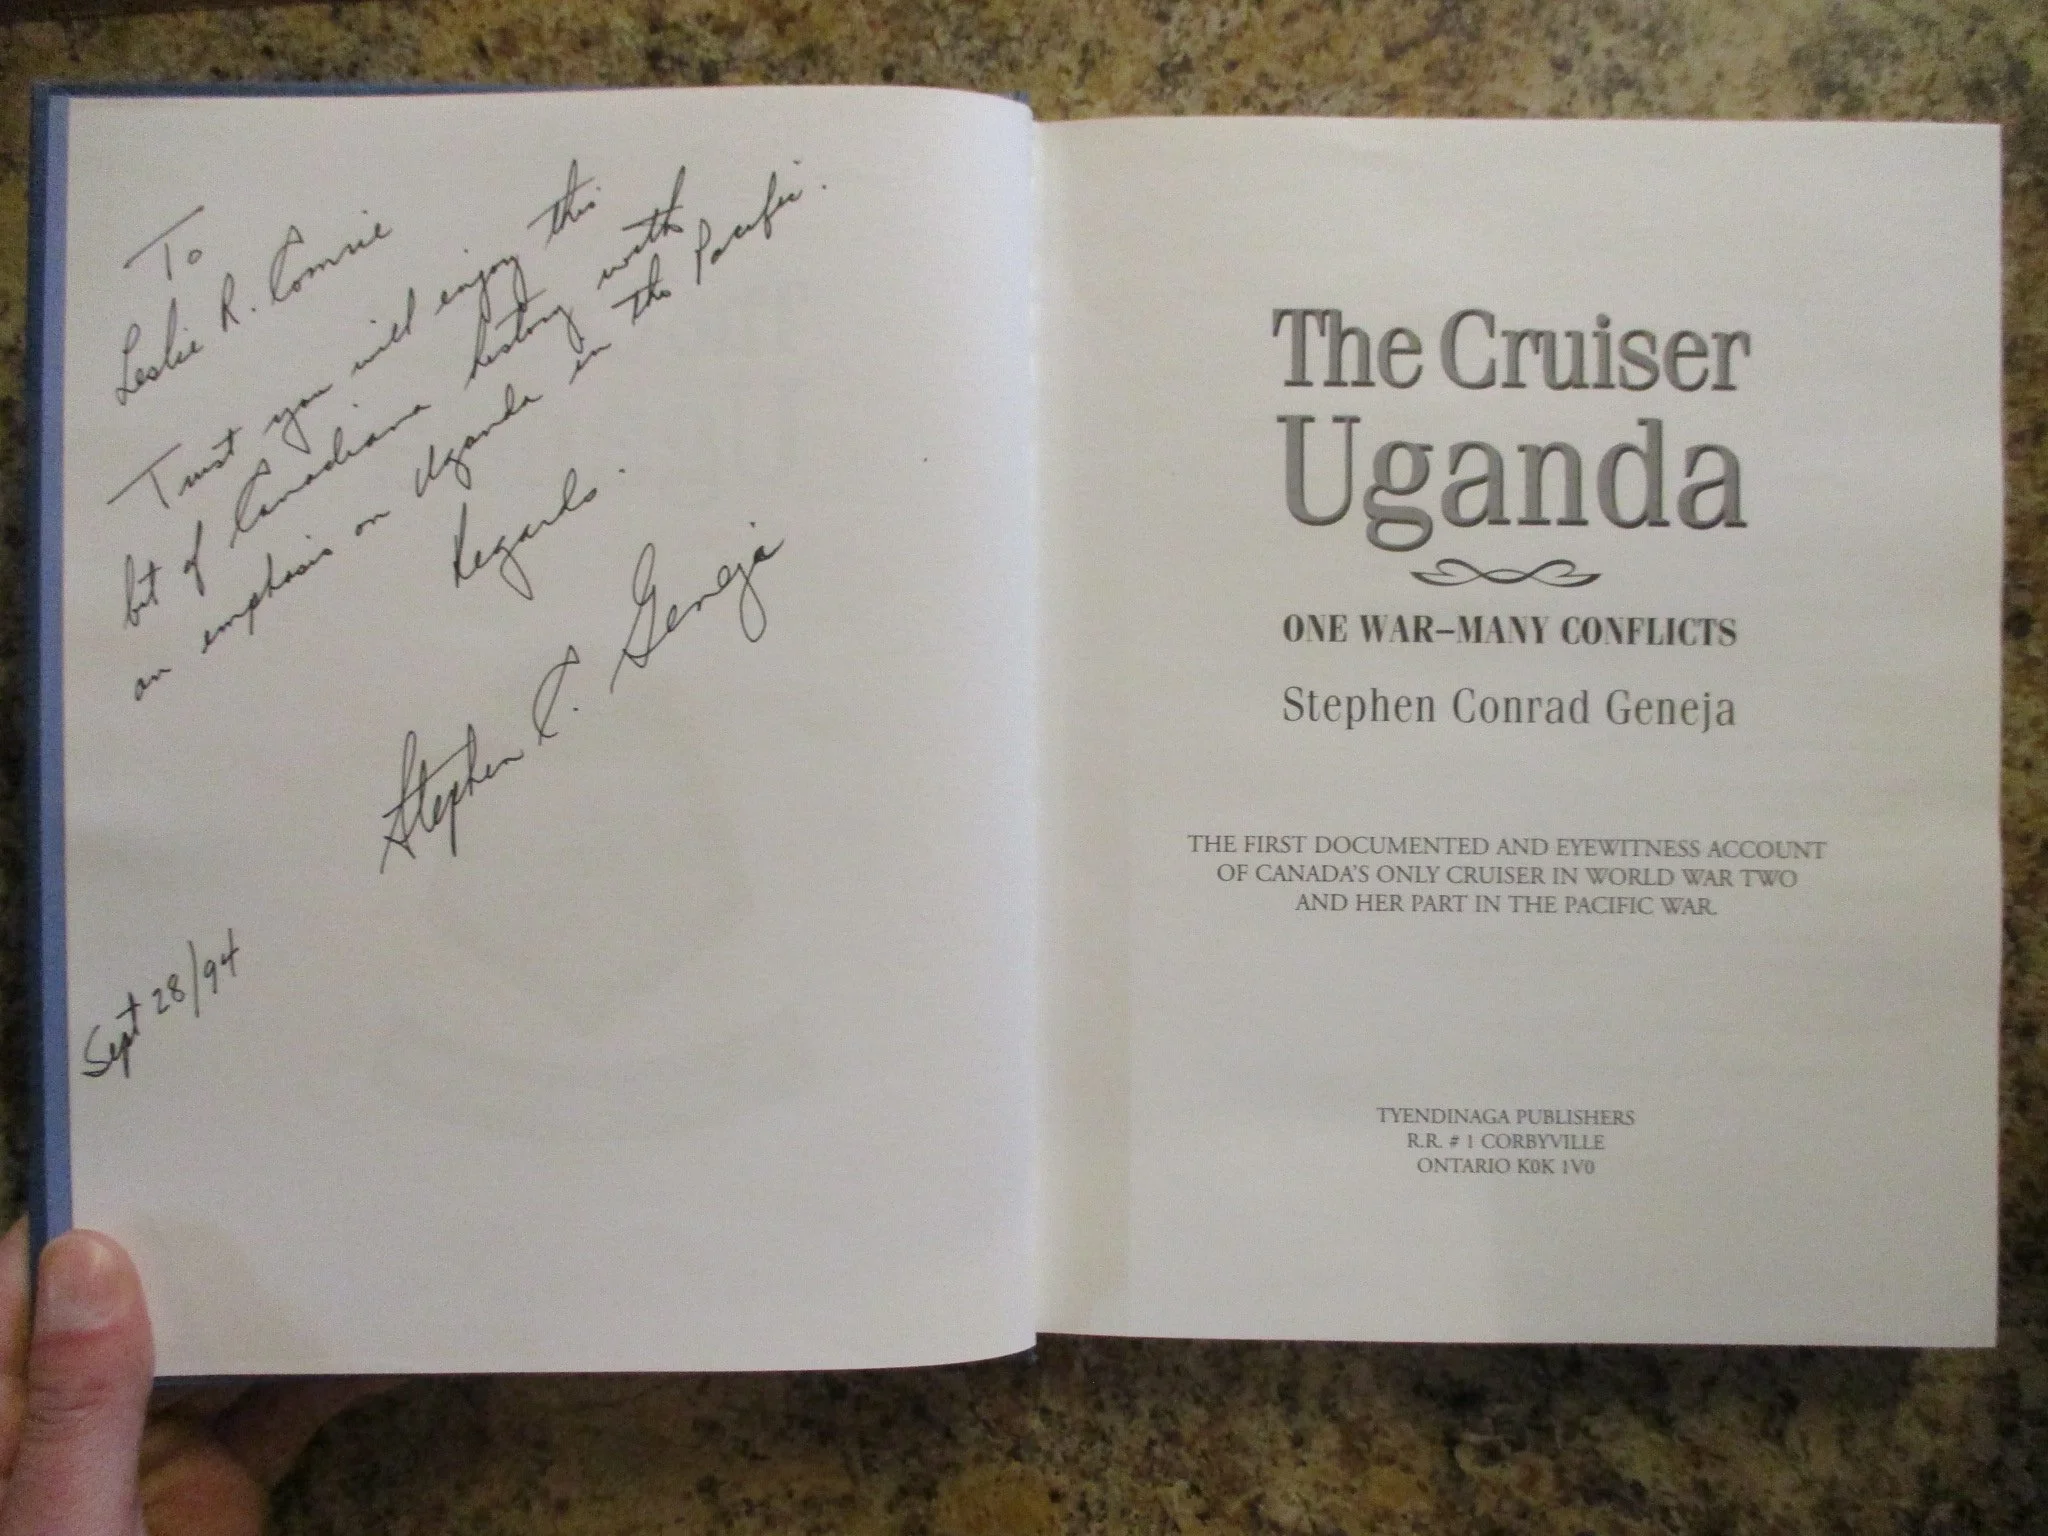 To
Leslie R. Comrie
Trust you will enjoy this
bit of Canadiana history with
an emphasis on Uganda in the Pacific.
Regards.
Stephen C. Geneja
Sept 28/94
The Cruiser
Uganda
ONE WAR–MANY CONFLICTS
Stephen Conrad Geneja
THE FIRST DOCUMENTED AND EYEWITNESS ACCOUNT
OF CANADA'S ONLY CRUISER IN WORLD WAR TWO
AND HER PART IN THE PACIFIC WAR.
TYENDINAGA PUBLISHERS
R.R. # 1 CORBYVILLE
ONTARIO K0K 1V0